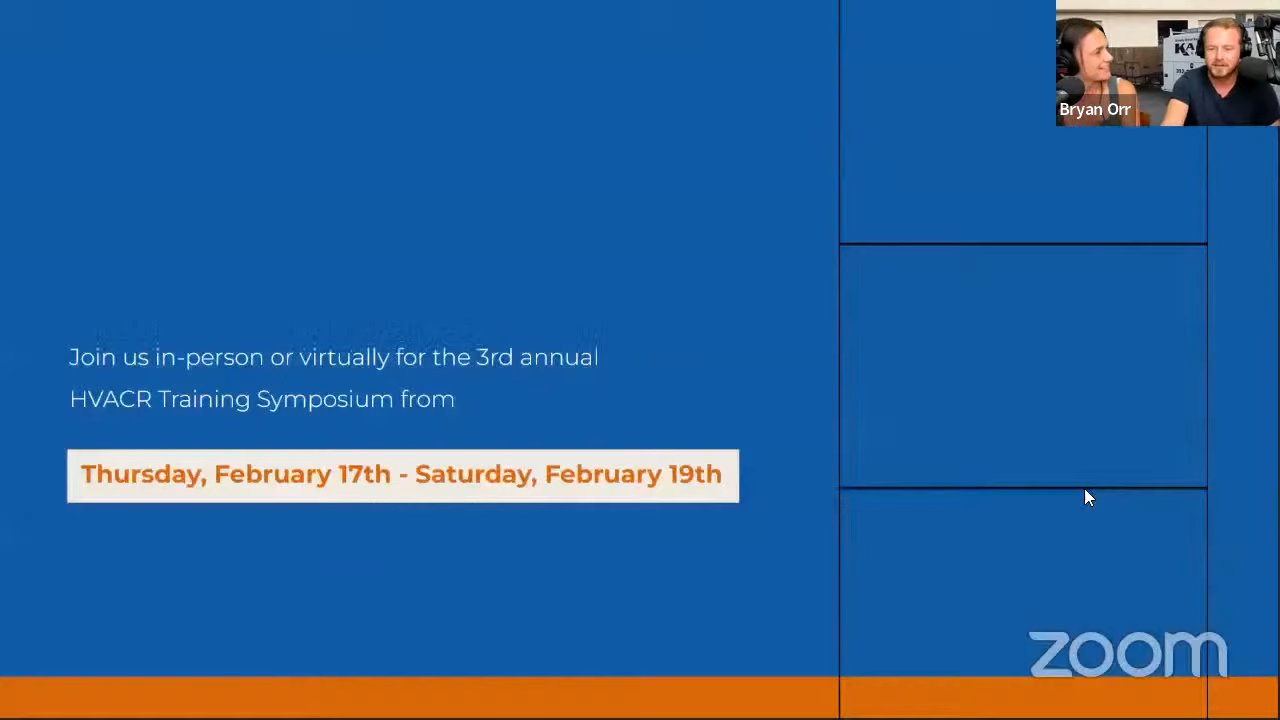 KA
Bryan Orr
Join us in-person or virtually for the 3rd annual
HVACR Training Symposium from
Thursday, February 17th - Saturday, February 19th
zoom